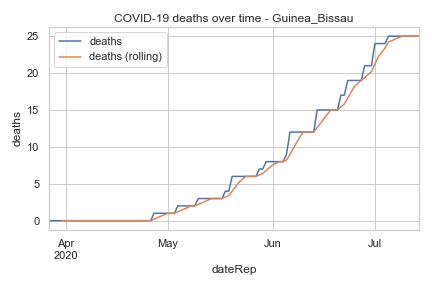 COVID-19 deaths over time - Guinea_Bissau
deaths
deaths (rolling)
25
20
15
10
5
0
deaths
Apr
2020
May
Jun
Jul
dateRep